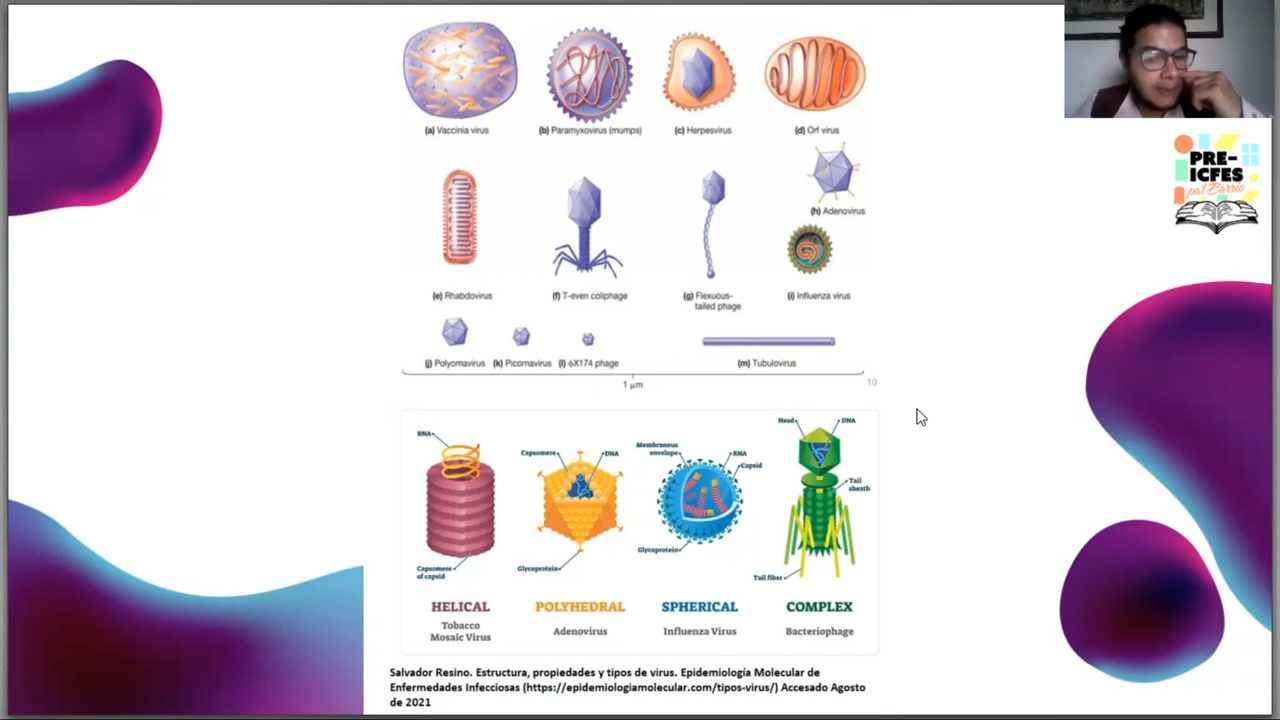 (a) Vaccinia virus
(b) Paramyxovirus (mumps)
(c) Herpesvirus
(d) Orf virus
(h) Adenovirus
(e) Rhabdovirus
(f) T-even coliphage
(g) Flexuous-
tailed phage
(i) Influenza virus
(j) Polyomavirus
(k) Picornavirus
(l) ϕX174 phage
(m) Tubulovirus
1 μm
10
PRE-
ICFES
pal Barrio
RNA
Capsomere
of capsid
HELICAL
Tobacco
Mosaic Virus
Capsomere
DNA
Glycoprotein
POLYHEDRAL
Adenovirus
Membranous
envelope
RNA
Capsid
Glycoprotein
SPHERICAL
Influenza Virus
Head
DNA
Tail
sheath
Tail fiber
COMPLEX
Bacteriophage
Salvador Resino. Estructura, propiedades y tipos de virus. Epidemiología Molecular de
Enfermedades Infecciosas (https://epidemiologiamolecular.com/tipos-virus/) Accesado Agosto
de 2021